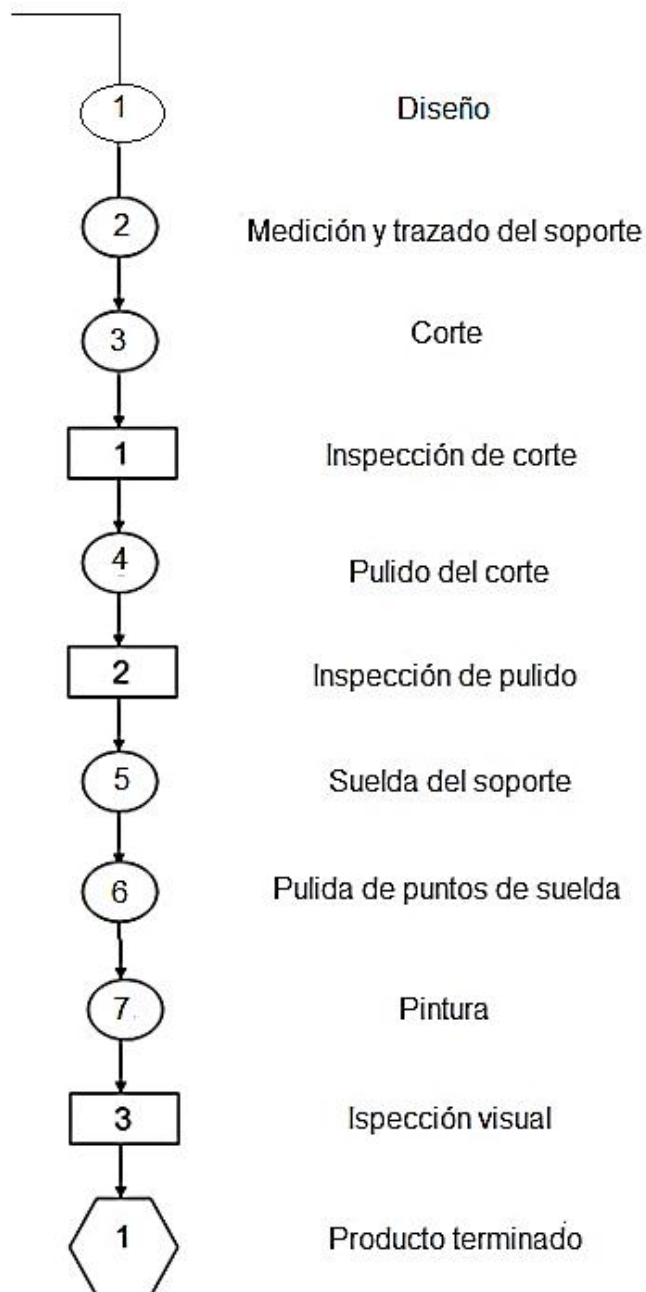 1 Diseño
2 Medición y trazado del soporte
3 Corte
1 Inspección de corte
4 Pulido del corte
2 Inspección de pulido
5 Suelda del soporte
6 Pulida de puntos de suelda
7 Pintura
3 Ispección visual
1 Producto terminado